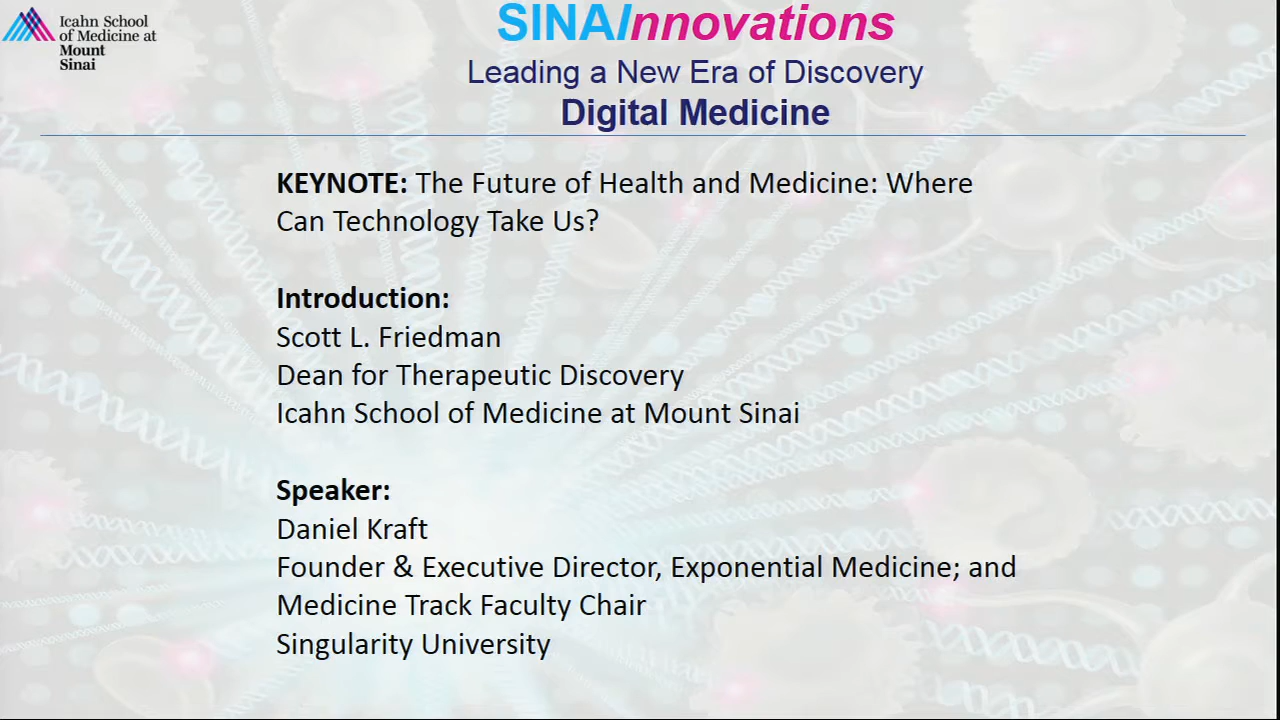 Icahn School
of Medicine at
Mount
Sinai
SINAInnovations
Leading a New Era of Discovery
Digital Medicine
KEYNOTE: The Future of Health and Medicine: Where
Can Technology Take Us?
Introduction:
Scott L. Friedman
Dean for Therapeutic Discovery
Icahn School of Medicine at Mount Sinai
Speaker:
Daniel Kraft
Founder & Executive Director, Exponential Medicine; and
Medicine Track Faculty Chair
Singularity University